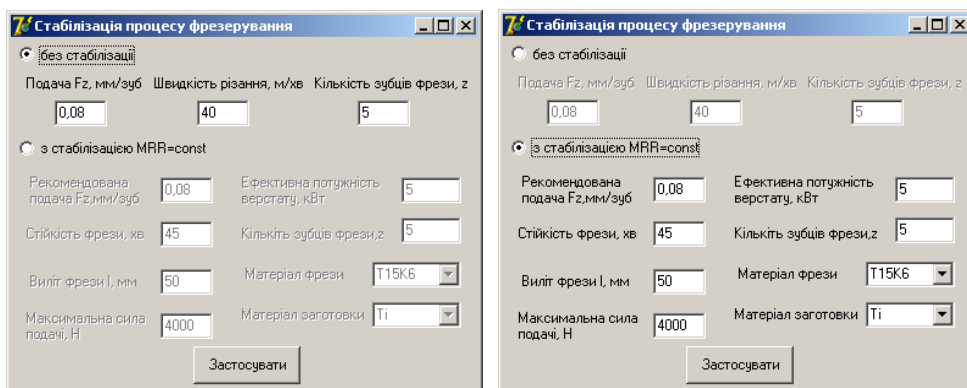 Стабілізація процесу фрезерування
без стабілізації
Подача Fz, мм/зуб Швидкість різання, м/хв Кількість зубців фрези, z
0,08 40 5
з стабілізацією MRR=const
Рекомендована подача Fz,мм/зуб 0,08 Ефективна потужність верстату, кВт 5
Стійкість фрези, хв 45 Кількіть зубців фрези,z 5
Виліт фрези l, мм 50 Матеріал фрези T15K6
Максимальна сила подачі, Н 4000 Матеріал заготовки Ti
Застосувати
Стабілізація процесу фрезерування
без стабілізації
Подача Fz, мм/зуб Швидкість різання, м/хв Кількість зубців фрези, z
0,08 40 5
з стабілізацією MRR=const
Рекомендована подача Fz,мм/зуб 0,08 Ефективна потужність верстату, кВт 5
Стійкість фрези, хв 45 Кількіть зубців фрези,z 5
Виліт фрези l, мм 50 Матеріал фрези T15K6
Максимальна сила подачі, Н 4000 Матеріал заготовки Ti
Застосувати